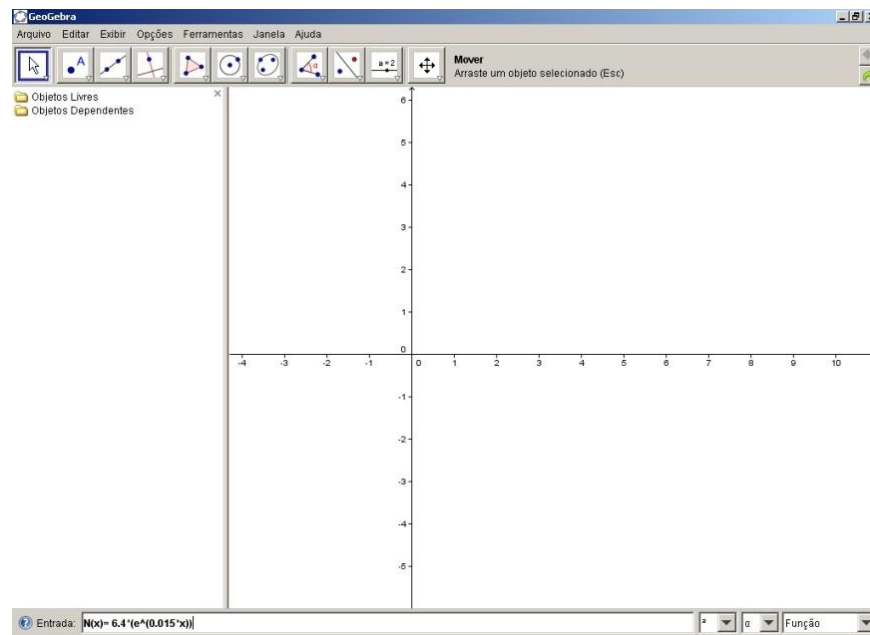 GeoGebra
Arquivo Editar Exibir Opções Ferramentas Janela Ajuda
A
α
a=2
Mover
Arraste um objeto selecionado (Esc)
Objetos Livres
Objetos Dependentes
6
5
4
3
2
1
0
-4 -3 -2 -1 0 1 2 3 4 5 6 7 8 9 10
-1
-2
-3
-4
-5
Entrada: N(x)= 6.4*(e^(0.015*x)) ² α Função